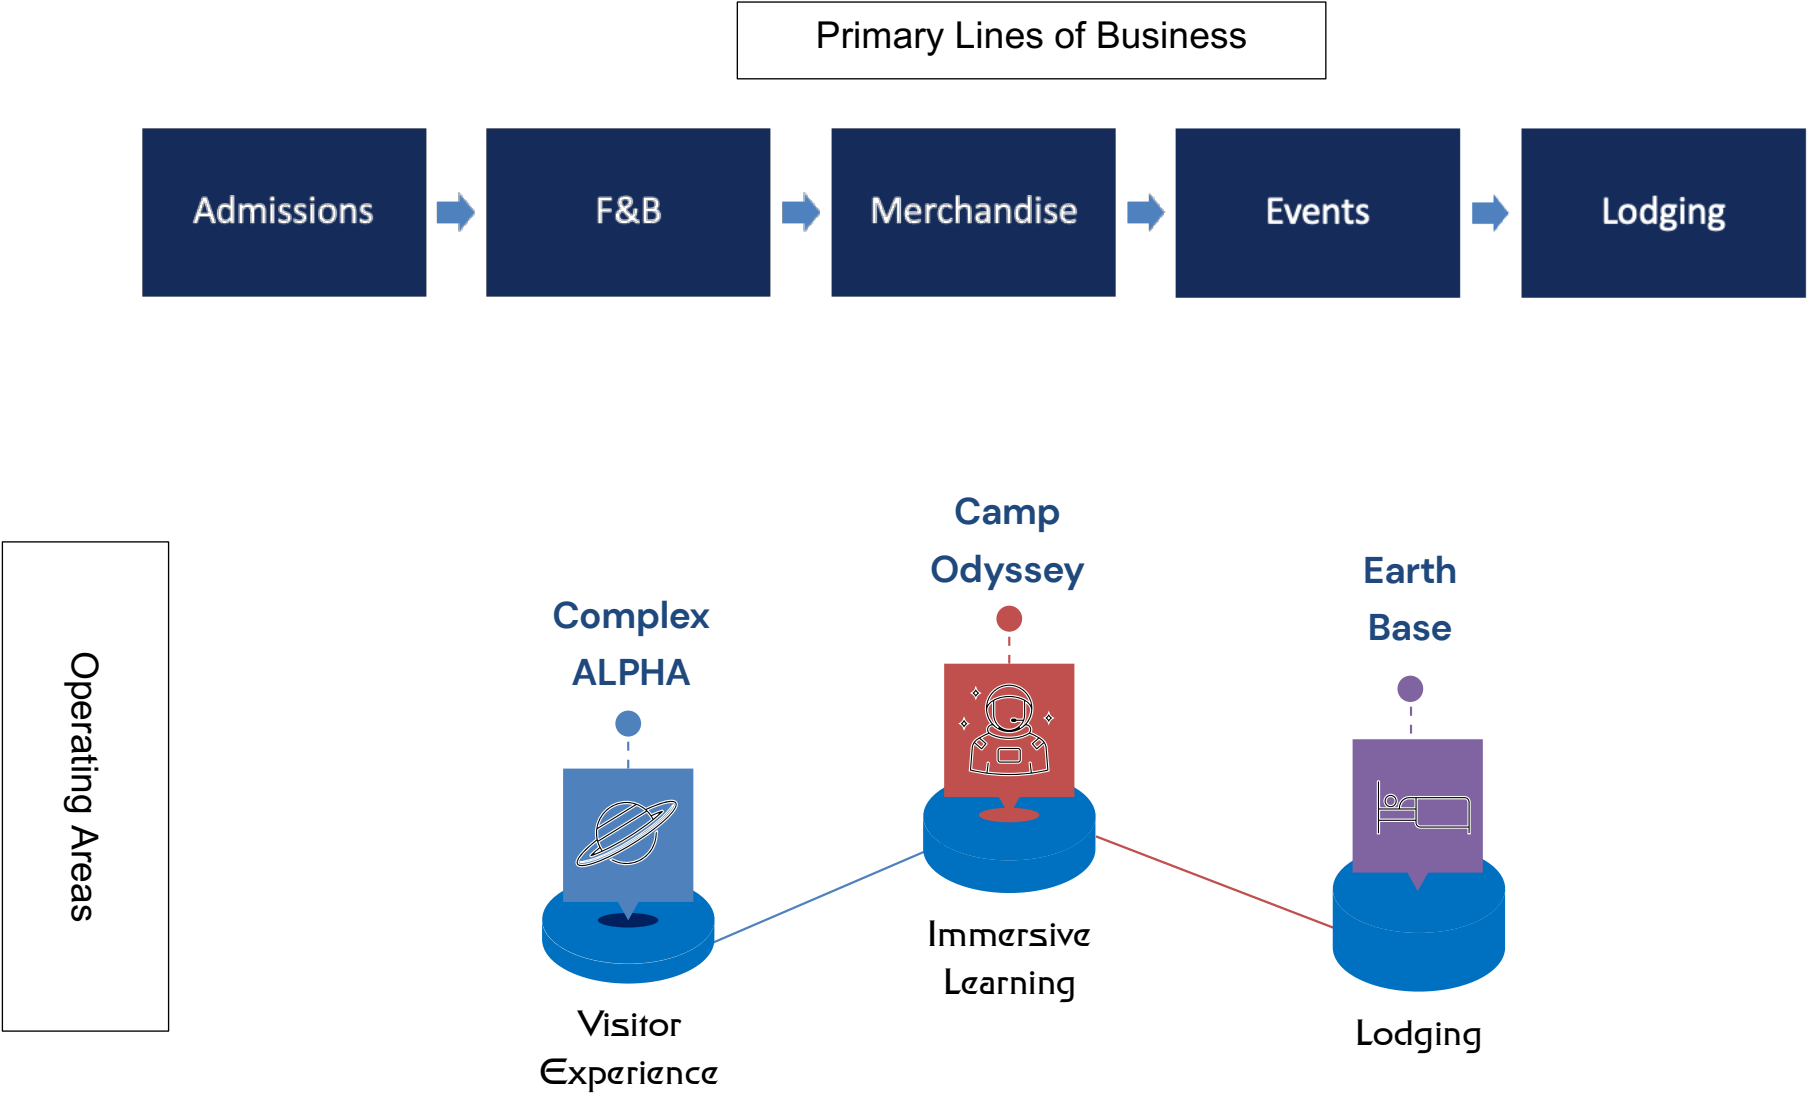 Primary Lines of Business
Admissions
F&B
Merchandise
Events
Lodging
Operating Areas
Complex
ALPHA
Visitor
Experience
Camp
Odyssey
Immersive
Learning
Earth
Base
Lodging